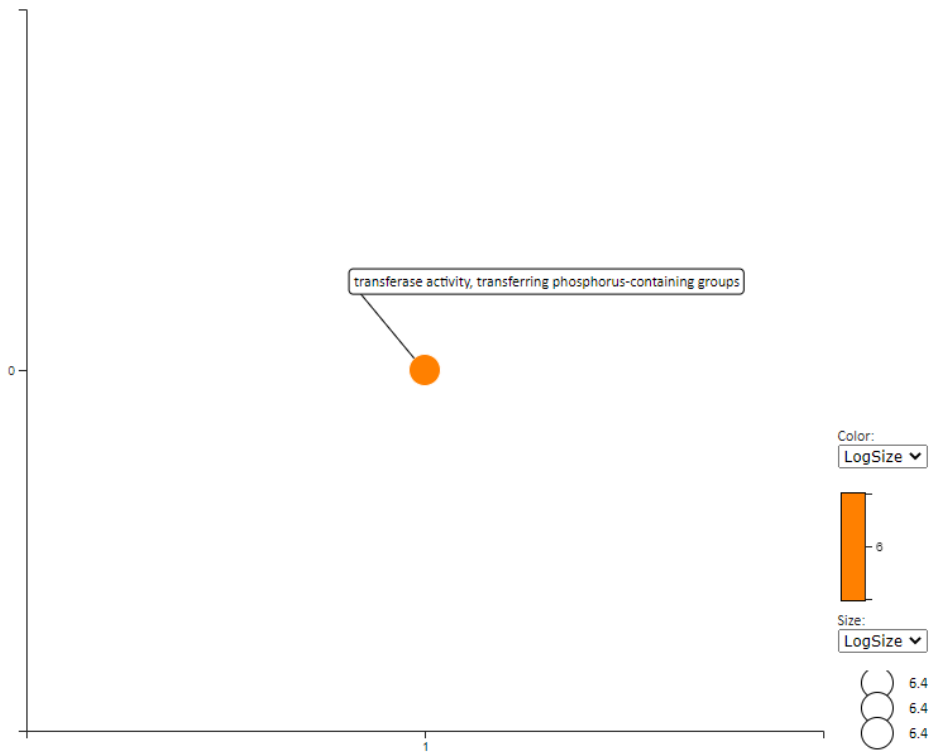 transferase activity, transferring phosphorus-containing groups
0
1
Color:
LogSize
6
Size:
LogSize
6.4
6.4
6.4